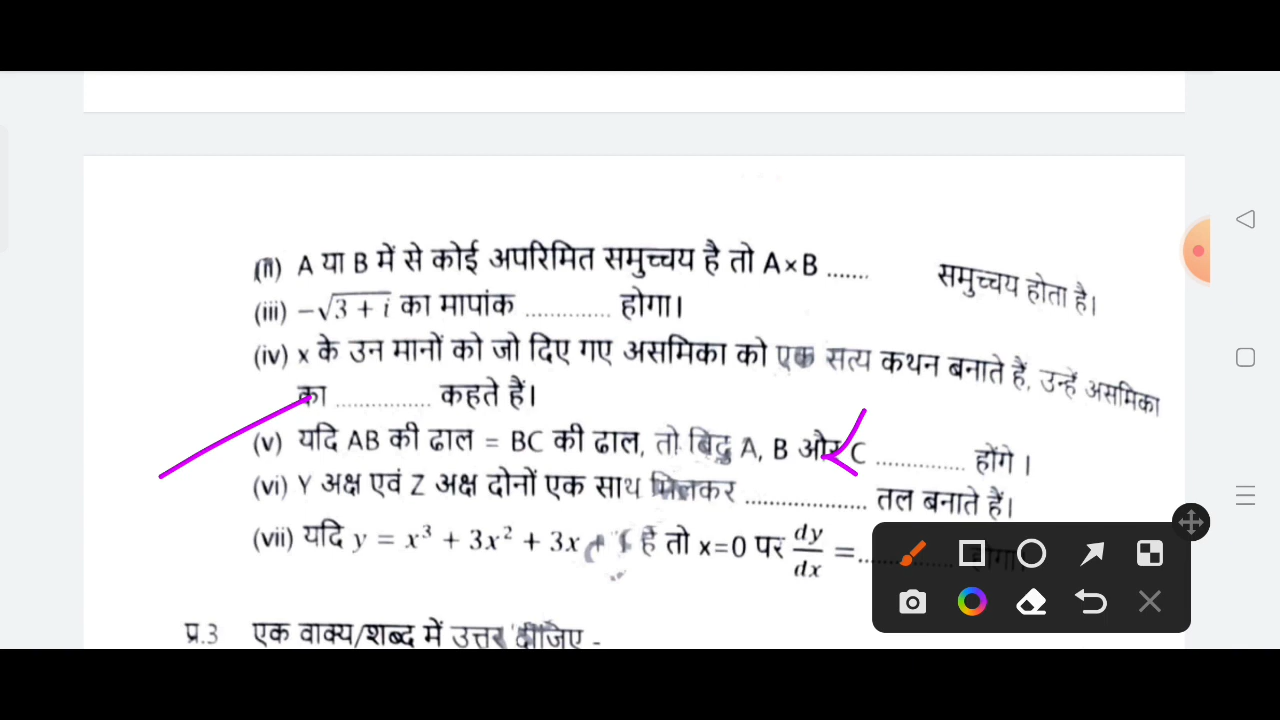 (ii) A या B में से कोई अपरिमित समुच्चय है तो A×B ....... समुच्चय होता है।
(iii) −√3 + i का मापांक ............. होगा।
(iv) x के उन मानों को जो दिए गए असमिका को एक सत्य कथन बनाते हैं, उन्हें असमिका
का ................ कहते हैं।
(v) यदि AB की ढाल = BC की ढाल, तो बिंदु A, B और C .............. होंगे ।
(vi) Y अक्ष एवं Z अक्ष दोनों एक साथ मिलकर .................... तल बनाते हैं।
(vii) यदि y = x³ + 3x² + 3x + है तो x=0 पर dy/dx =............... होगा।
प्र.3 एक वाक्य/शब्द में उत्तर दीजिए -